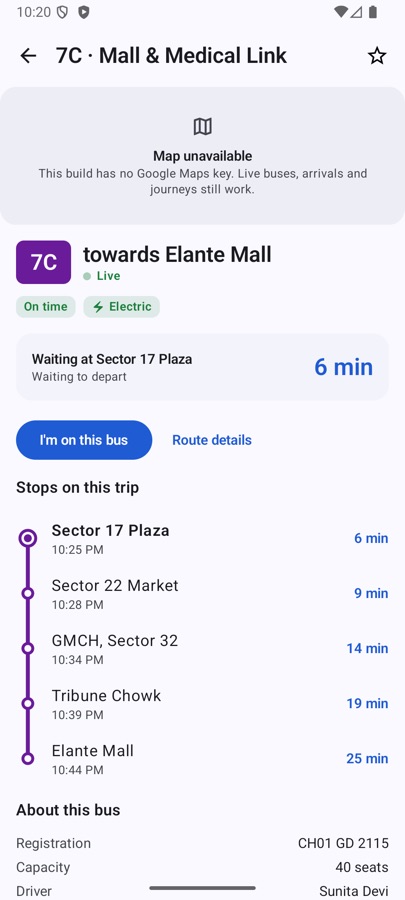 10:20
7C · Mall & Medical Link
Map unavailable
This build has no Google Maps key. Live buses, arrivals and
journeys still work.
7C
towards Elante Mall
Live
On time
Electric
Waiting at Sector 17 Plaza
Waiting to depart
6 min
I'm on this bus
Route details
Stops on this trip
Sector 17 Plaza
10:25 PM
6 min
Sector 22 Market
10:28 PM
9 min
GMCH, Sector 32
10:34 PM
14 min
Tribune Chowk
10:39 PM
19 min
Elante Mall
10:44 PM
25 min
About this bus
Registration
CH01 GD 2115
Capacity
40 seats
Driver
Sunita Devi